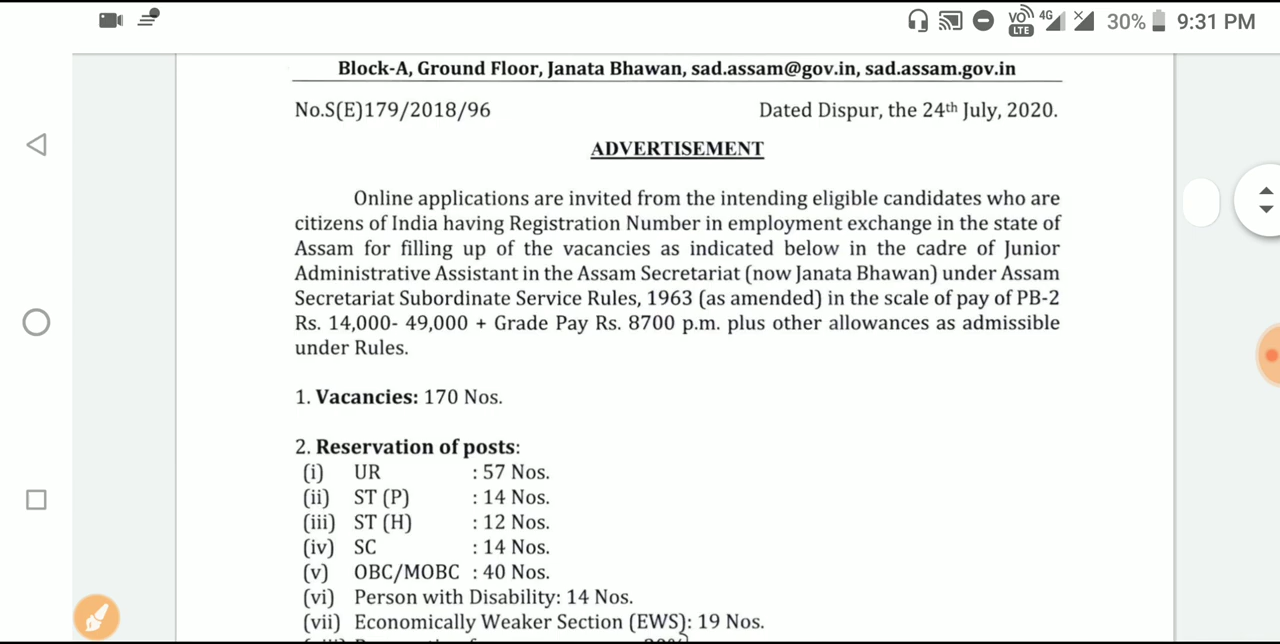 VO 4G
LTE
30% 9:31 PM
Block-A, Ground Floor, Janata Bhawan, sad.assam@gov.in, sad.assam.gov.in
No.S(E)179/2018/96 Dated Dispur, the 24th July, 2020.
ADVERTISEMENT
Online applications are invited from the intending eligible candidates who are
citizens of India having Registration Number in employment exchange in the state of
Assam for filling up of the vacancies as indicated below in the cadre of Junior
Administrative Assistant in the Assam Secretariat (now Janata Bhawan) under Assam
Secretariat Subordinate Service Rules, 1963 (as amended) in the scale of pay of PB-2
Rs. 14,000- 49,000 + Grade Pay Rs. 8700 p.m. plus other allowances as admissible
under Rules.
1. Vacancies: 170 Nos.
2. Reservation of posts:
(i) UR : 57 Nos.
(ii) ST (P) : 14 Nos.
(iii) ST (H) : 12 Nos.
(iv) SC : 14 Nos.
(v) OBC/MOBC : 40 Nos.
(vi) Person with Disability: 14 Nos.
(vii) Economically Weaker Section (EWS): 19 Nos.